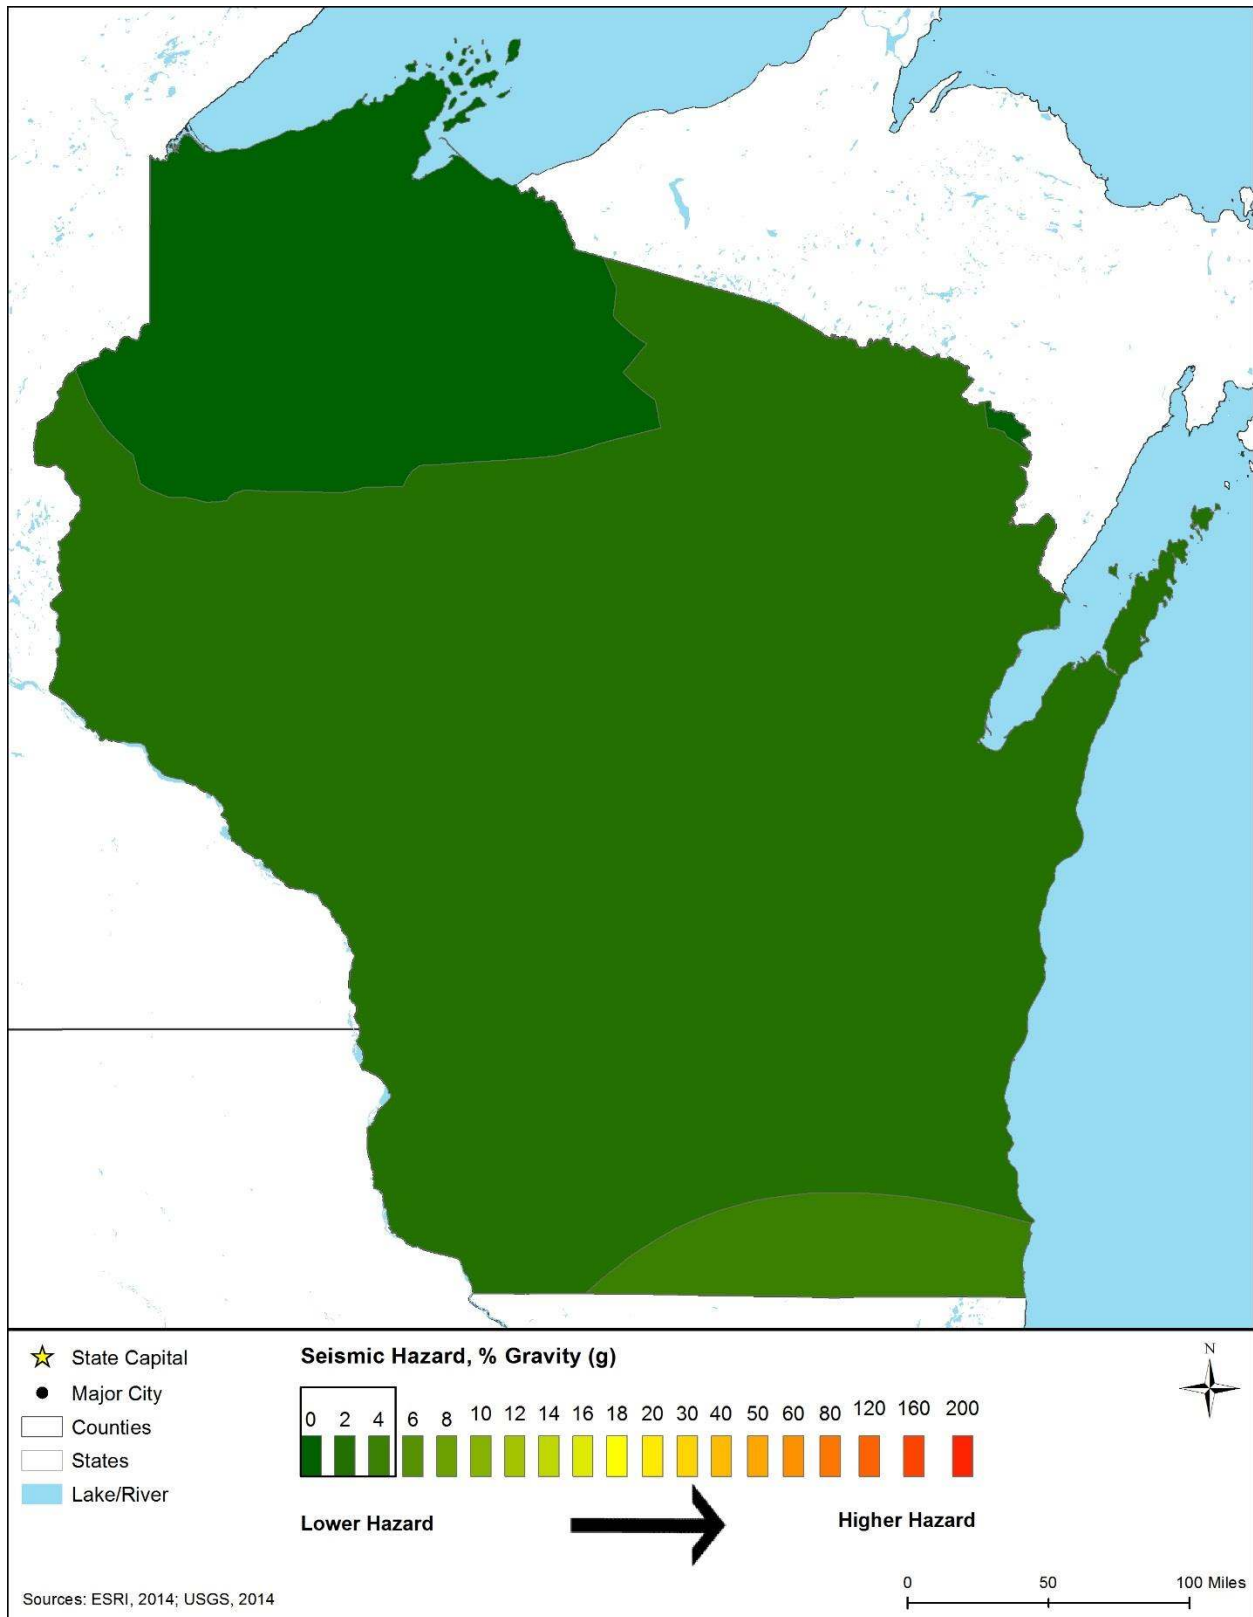 State Capital
Major City
Counties
States
Lake/River
Seismic Hazard, % Gravity (g)
0 2 4 6 8 10 12 14 16 18 20 30 40 50 60 80 120 160 200
Lower Hazard Higher Hazard
N
0 50 100 Miles
Sources: ESRI, 2014; USGS, 2014